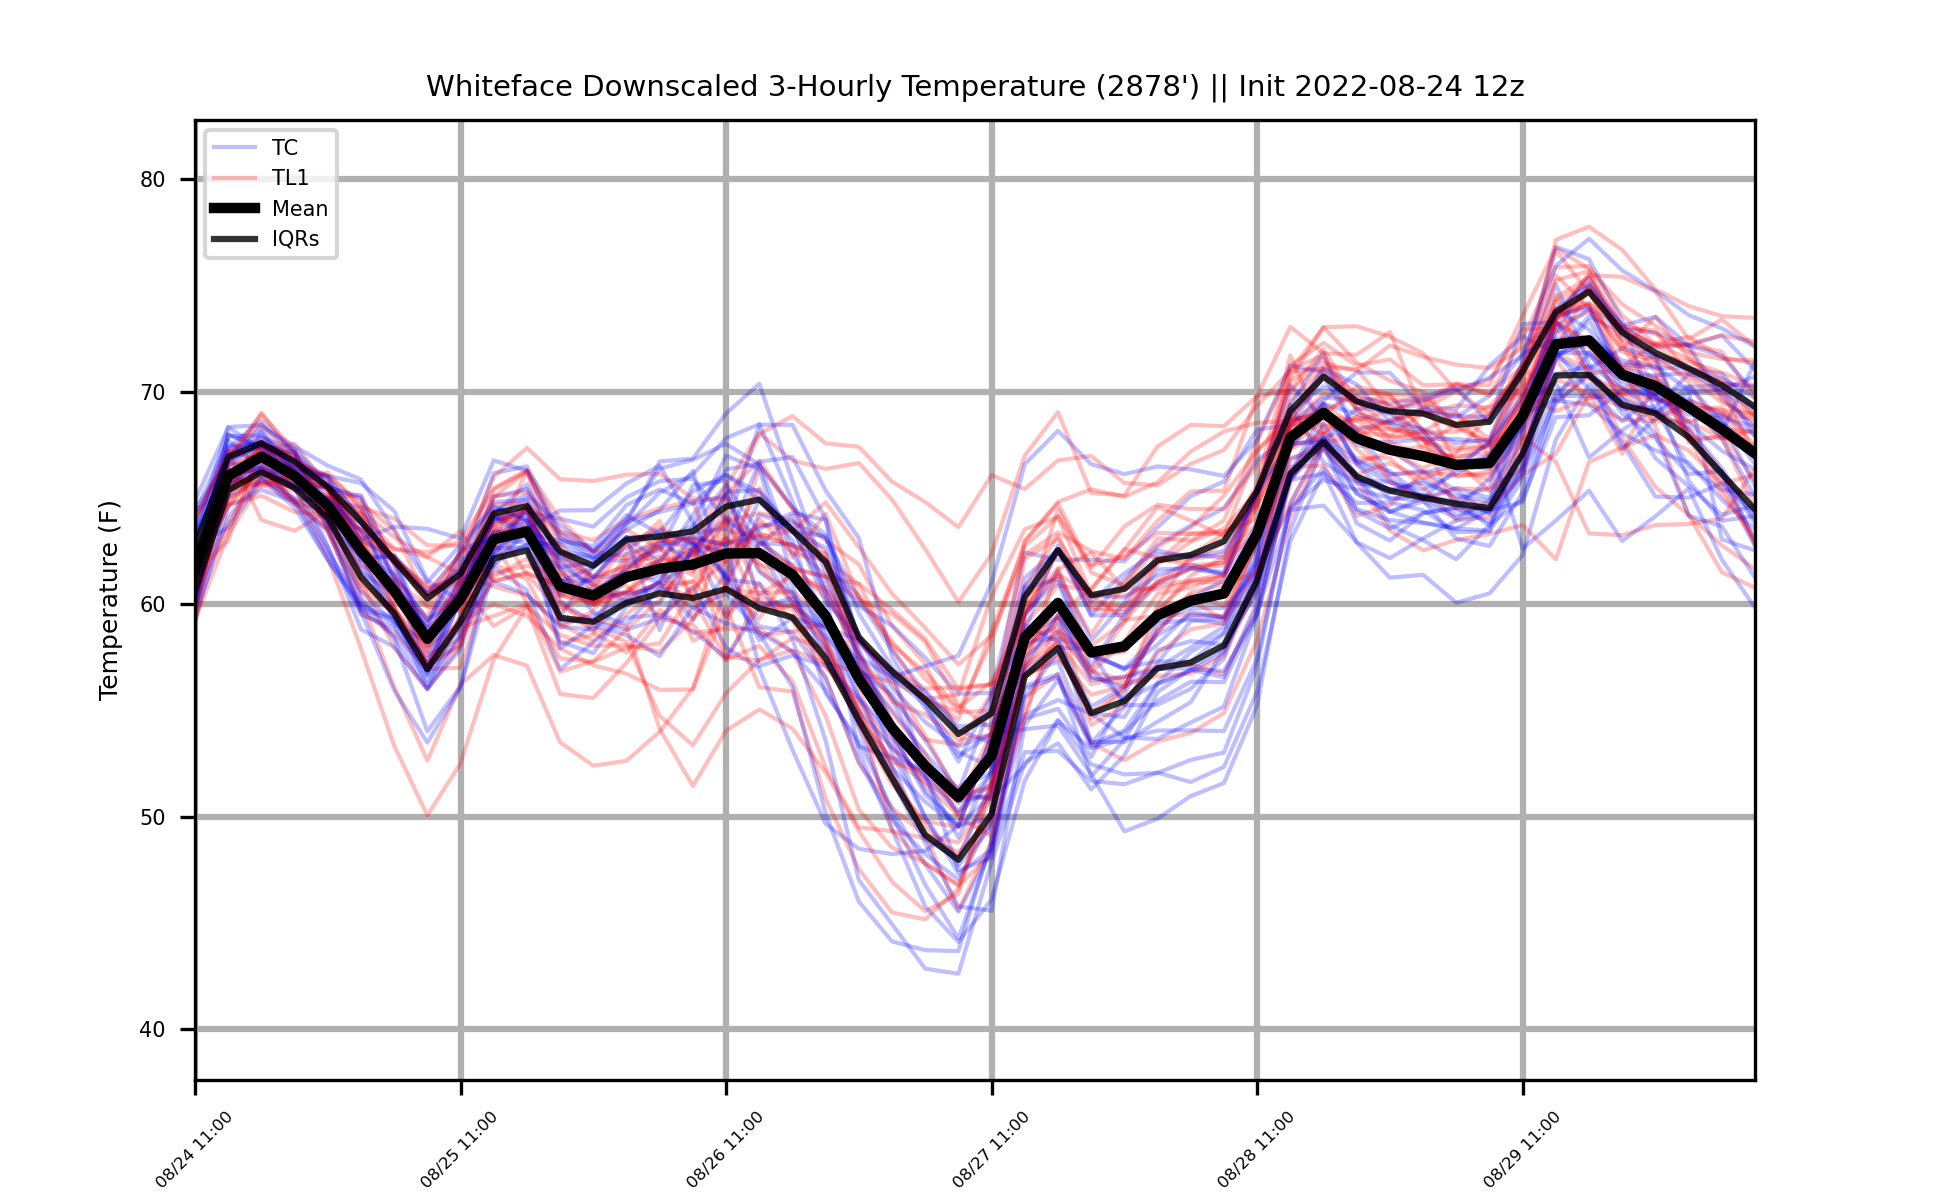 Whiteface Downscaled 3-Hourly Temperature (2878') || Init 2022-08-24 12z
TC
TL1
Mean
IQRs
Temperature (F)
80
70
60
50
40
08/24 11:00
08/25 11:00
08/26 11:00
08/27 11:00
08/28 11:00
08/29 11:00